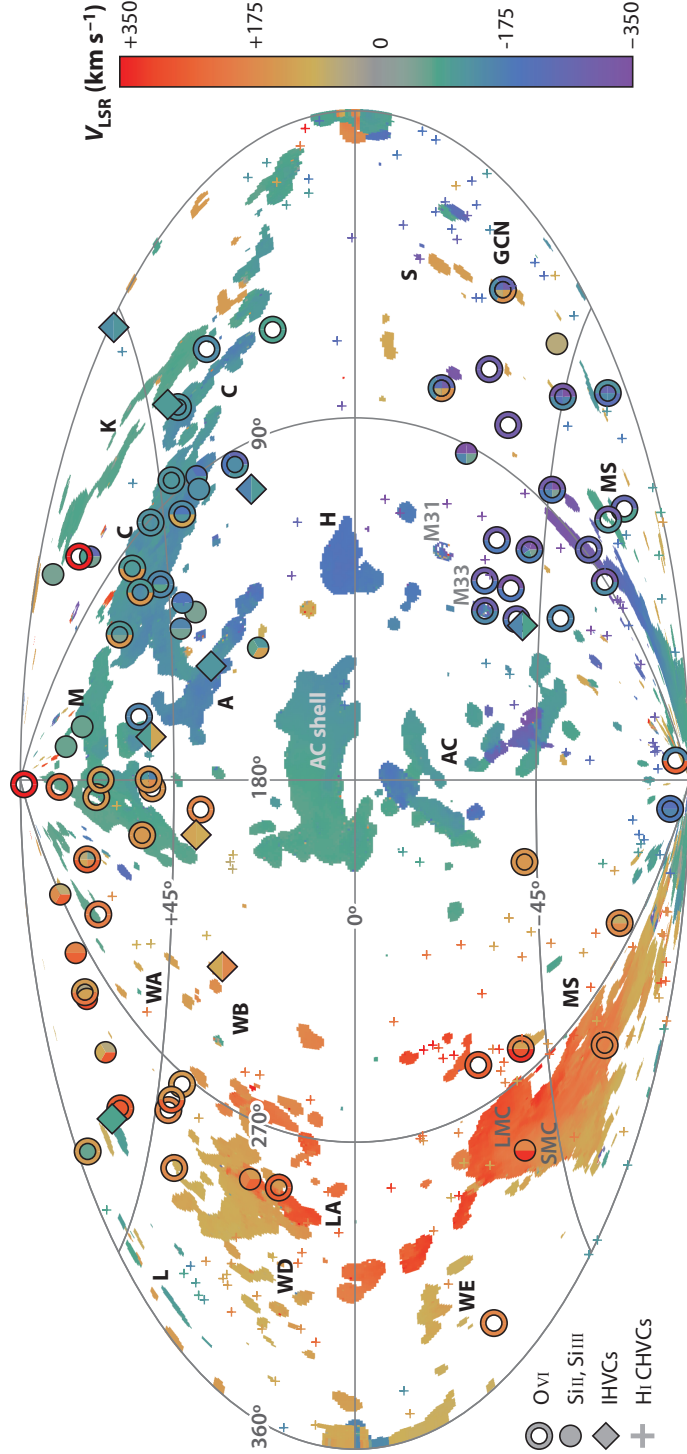 V_LSR (km s⁻¹)
+350
+175
0
-175
-350
K
C
C
S
GCN
90°
M
A
H
M31
M33
MS
AC shell
AC
180°
+45°
0°
-45°
WA
WB
MS
270°
LMC
SMC
L
LA
WD
WE
360°
O VI
Si II, Si III
IHVCs
H I CHVCs